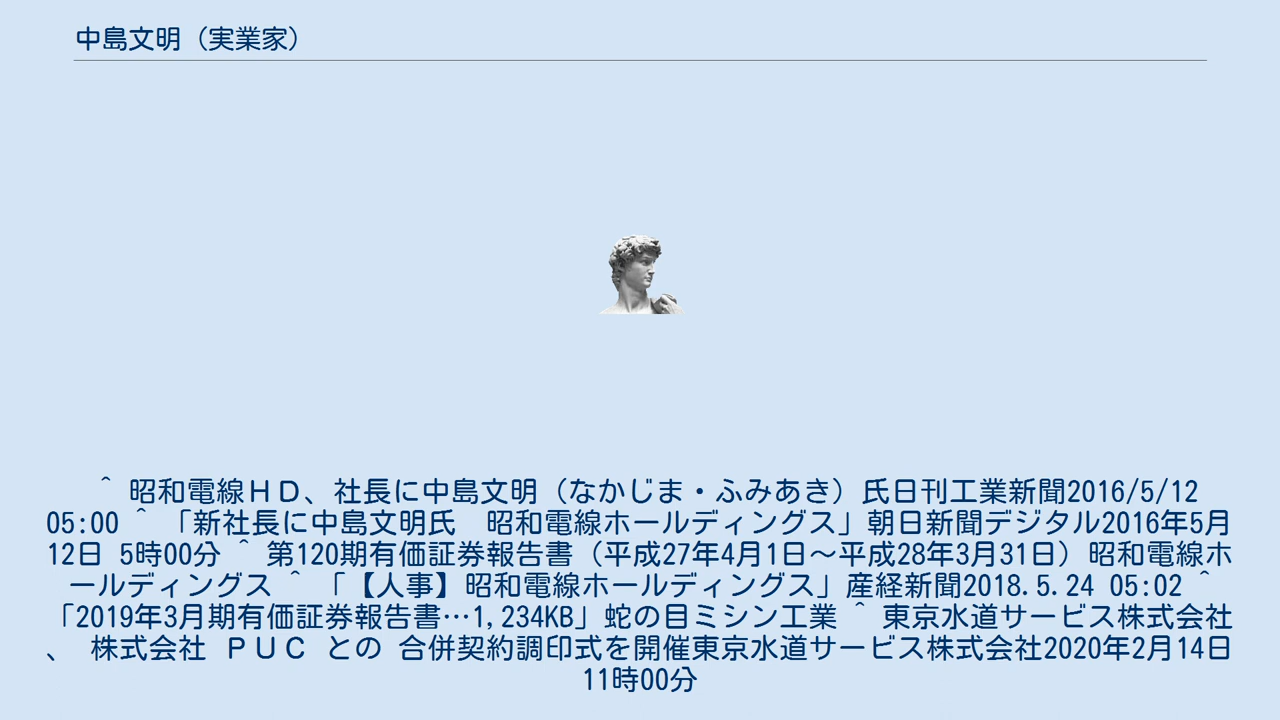 中島文明（実業家）
＾ 昭和電線ＨＤ、社長に中島文明（なかじま・ふみあき）氏日刊工業新聞2016/5/12
05:00 ＾ 「新社長に中島文明氏　昭和電線ホールディングス」朝日新聞デジタル2016年5月
12日 5時00分 ＾ 第120期有価証券報告書（平成27年4月1日～平成28年3月31日）昭和電線ホ
ールディングス ＾ 「【人事】昭和電線ホールディングス」産経新聞2018.5.24 05:02 ＾
「2019年3月期有価証券報告書…1,234KB」蛇の目ミシン工業 ＾ 東京水道サービス株式会社
、 株式会社 ＰＵＣ との 合併契約調印式を開催東京水道サービス株式会社2020年2月14日
11時00分